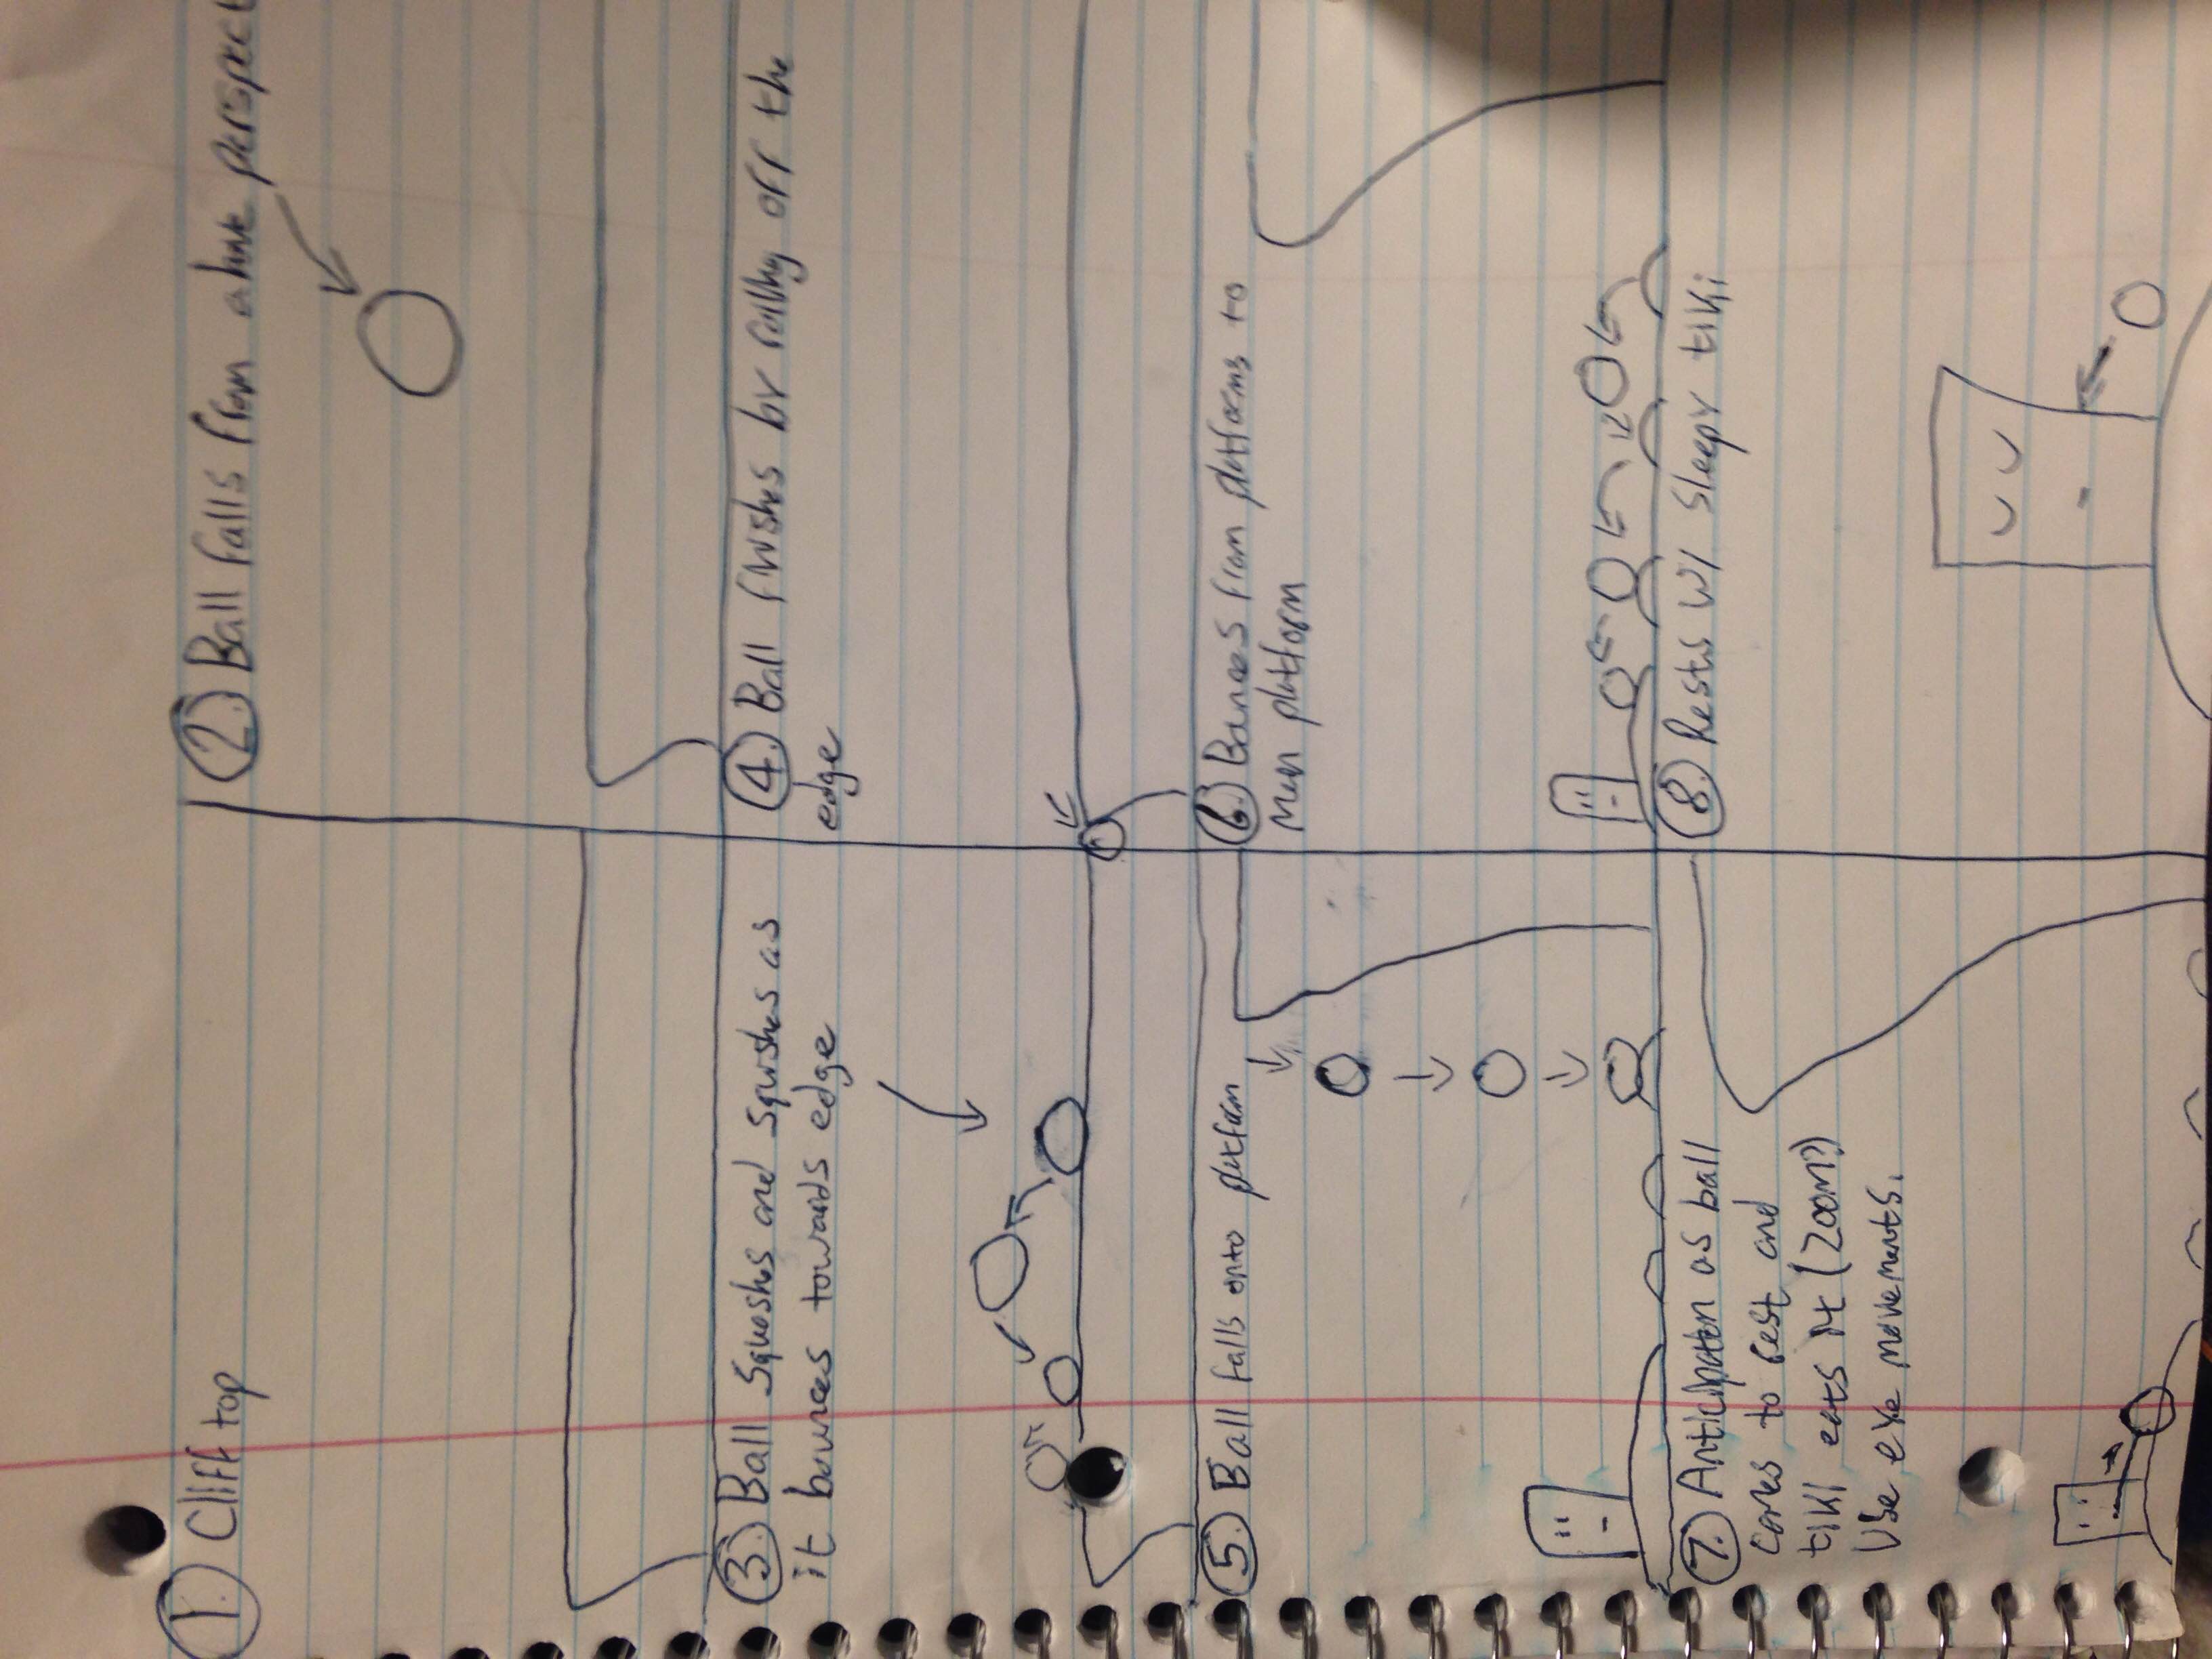 1. Cliff top
2. Ball falls from above perspect
3. Ball squashes and squishes as
it bounces towards edge
4. Ball finishes by rolling off the
edge
5. Ball falls onto platform
6. Bounces from platforms to
main platform
7. Anticipation as ball
comes to rest and
tiki eats it (zoom?)
Use eye movements.
8. Rests w/ sleepy tiki